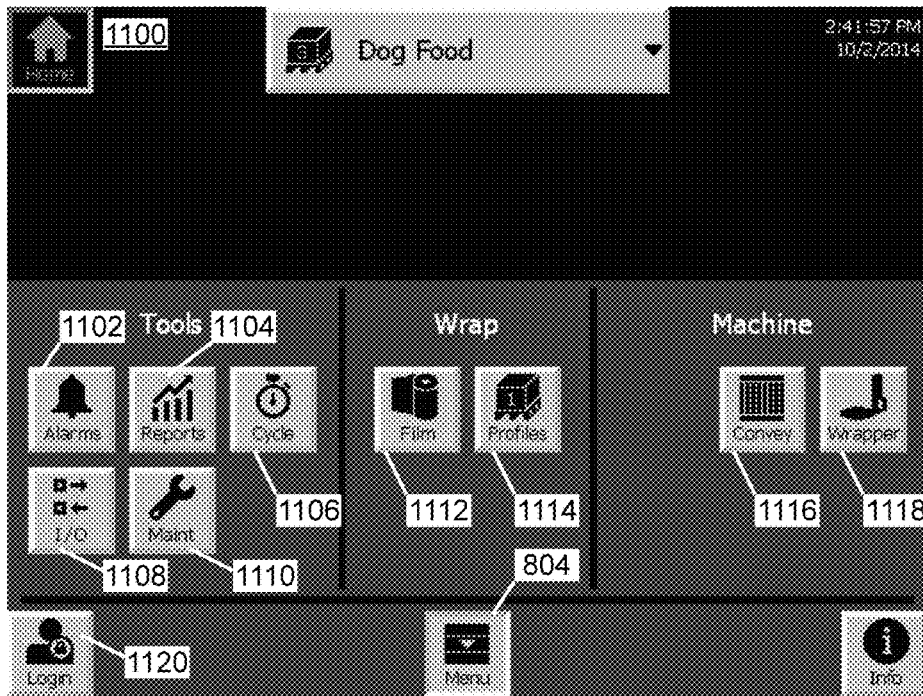 Home
1100
Dog Food
2:41:57 PM
10/2/2014
1102 Tools 1104 Wrap Machine
Alarms Reports Cycle Film 1 Profiles Convey Wrapper
1106 1112 1114 1116 1118
I/O Maint
1108 1110 804
Login 1120 Menu i Info